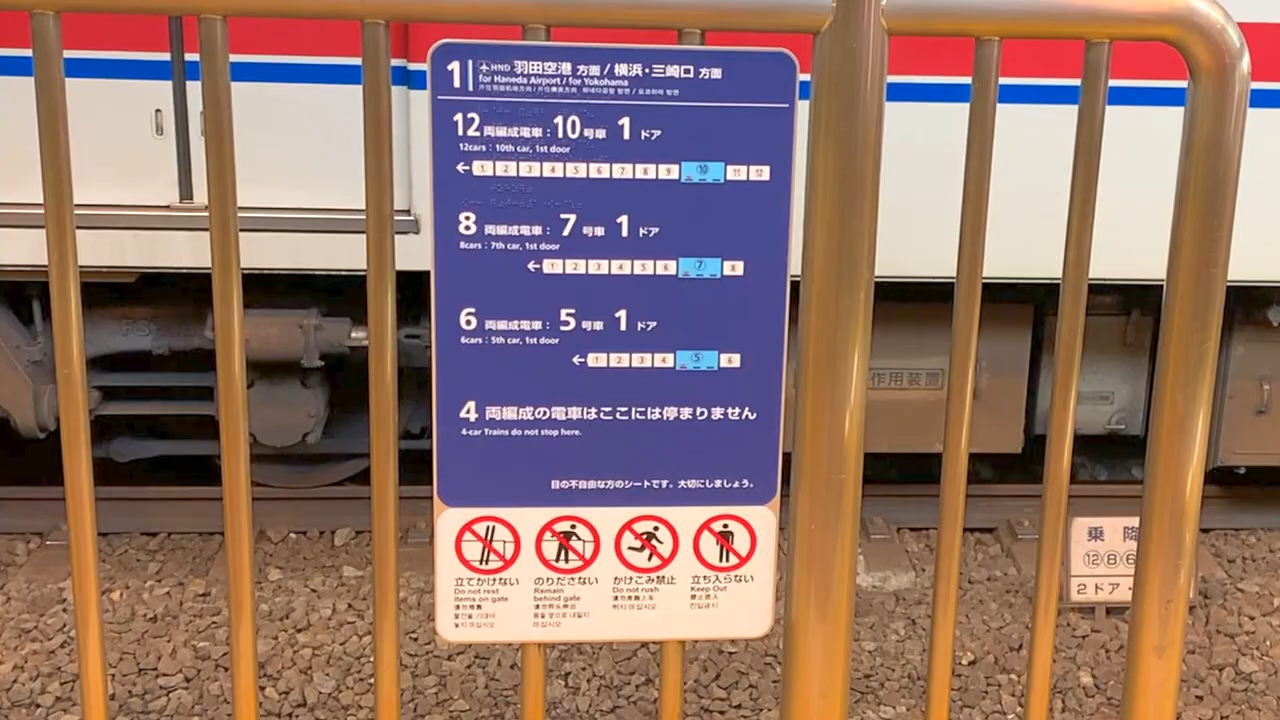 1 HND 羽田空港 方面 / 横浜・三崎口 方面
for Haneda Airport / for Yokohama
12両編成電車：10号車 1ドア
12cars：10th car, 1st door
← 1 2 3 4 5 6 7 8 9 10 11 12
8両編成電車：7号車 1ドア
8cars：7th car, 1st door
← 1 2 3 4 5 6 7 8
6両編成電車：5号車 1ドア
6cars：5th car, 1st door
← 1 2 3 4 5 6
4両編成の電車はここには停まりません
4-car Trains do not stop here.
目の不自由な方のシートです。大切にしましょう。
立てかけない
Do not rest
items on gate
のりださない
Remain
behind gate
かけこみ禁止
Do not rush
立ち入らない
Keep Out
作用装置
乗 降
⑫⑧⑥
2ドア・